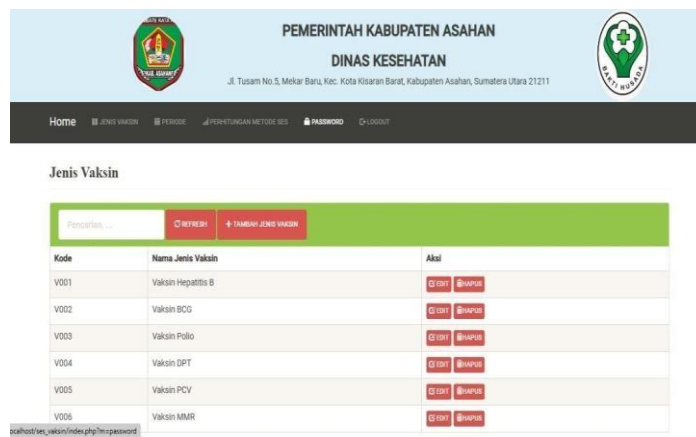 PEMERINTAH KABUPATEN ASAHAN
DINAS KESEHATAN
Jl. Tusam No.5, Mekar Baru, Kec. Kota Kisaran Barat, Kabupaten Asahan, Sumatera Utara 21211
BAKTI HUSADA
Home JENIS VAKSIN PERIODE PERHITUNGAN METODE SES PASSWORD LOGOUT
Jenis Vaksin
Pencarian ... REFRESH TAMBAH JENIS VAKSIN
Kode Nama Jenis Vaksin Aksi
V001 Vaksin Hepatitis B EDIT HAPUS
V002 Vaksin BCG EDIT HAPUS
V003 Vaksin Polio EDIT HAPUS
V004 Vaksin DPT EDIT HAPUS
V005 Vaksin PCV EDIT HAPUS
V006 Vaksin MMR EDIT HAPUS
ocalhost/ses_vaksin/index.php?m=password